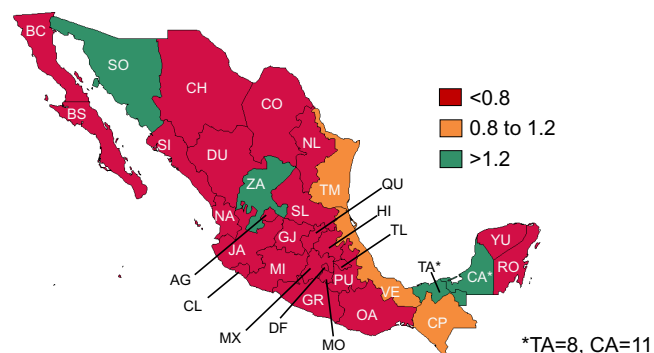 BC
SO
CH
CO
BS
SI
DU
NL
ZA
TM
NA
SL
QU
HI
TL
JA
GJ
AG
MI
PU
CL
GR
OA
VE
MX
DF
MO
CP
TA*
CA*
YU
RO
<0.8
0.8 to 1.2
>1.2
*TA=8, CA=11